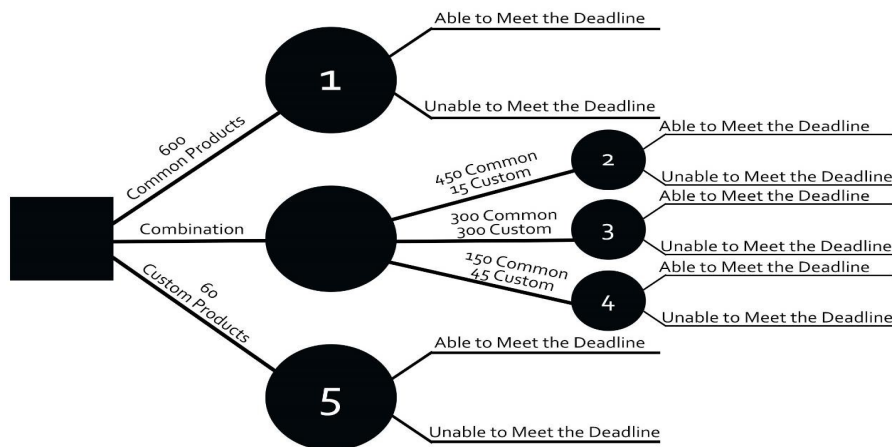 Able to Meet the Deadline
1
Unable to Meet the Deadline
600
Common Products
Able to Meet the Deadline
450 Common
15 Custom
2
Unable to Meet the Deadline
Able to Meet the Deadline
Combination
300 Common
300 Custom
3
Unable to Meet the Deadline
150 Common
45 Custom
Able to Meet the Deadline
4
Unable to Meet the Deadline
60
Custom Products
Able to Meet the Deadline
5
Unable to Meet the Deadline